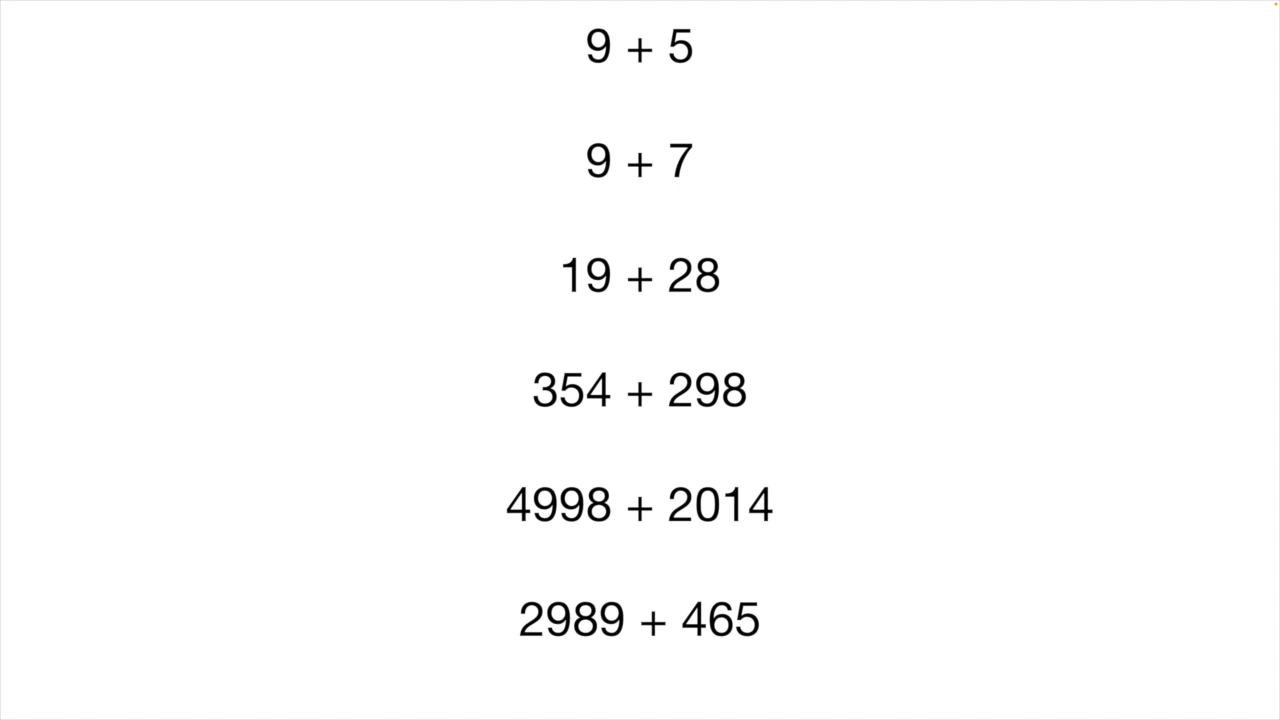 9 + 5
9 + 7
19 + 28
354 + 298
4998 + 2014
2989 + 465